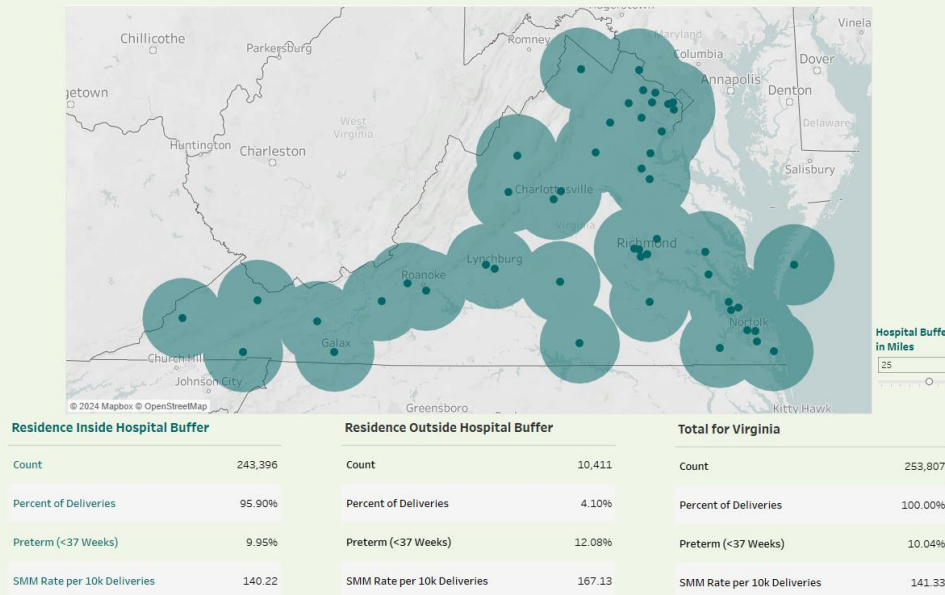 Hagerstown
Chillicothe
Parkersburg
Romney
Maryland
Vinela
Columbia
Dover
getown
Annapolis
Denton
West
Virginia
Delaware
Huntington
Charleston
Salisbury
Charlottesville
Virginia
Richmond
Lynchburg
Roanoke
Norfolk
Galax
Church Hill
Johnson City
Greensboro
Kitty Hawk
© 2024 Mapbox © OpenStreetMap
Hospital Buffe
in Miles
25
Residence Inside Hospital Buffer
Count 243,396
Percent of Deliveries 95.90%
Preterm (<37 Weeks) 9.95%
SMM Rate per 10k Deliveries 140.22
Residence Outside Hospital Buffer
Count 10,411
Percent of Deliveries 4.10%
Preterm (<37 Weeks) 12.08%
SMM Rate per 10k Deliveries 167.13
Total for Virginia
Count 253,807
Percent of Deliveries 100.00%
Preterm (<37 Weeks) 10.04%
SMM Rate per 10k Deliveries 141.33